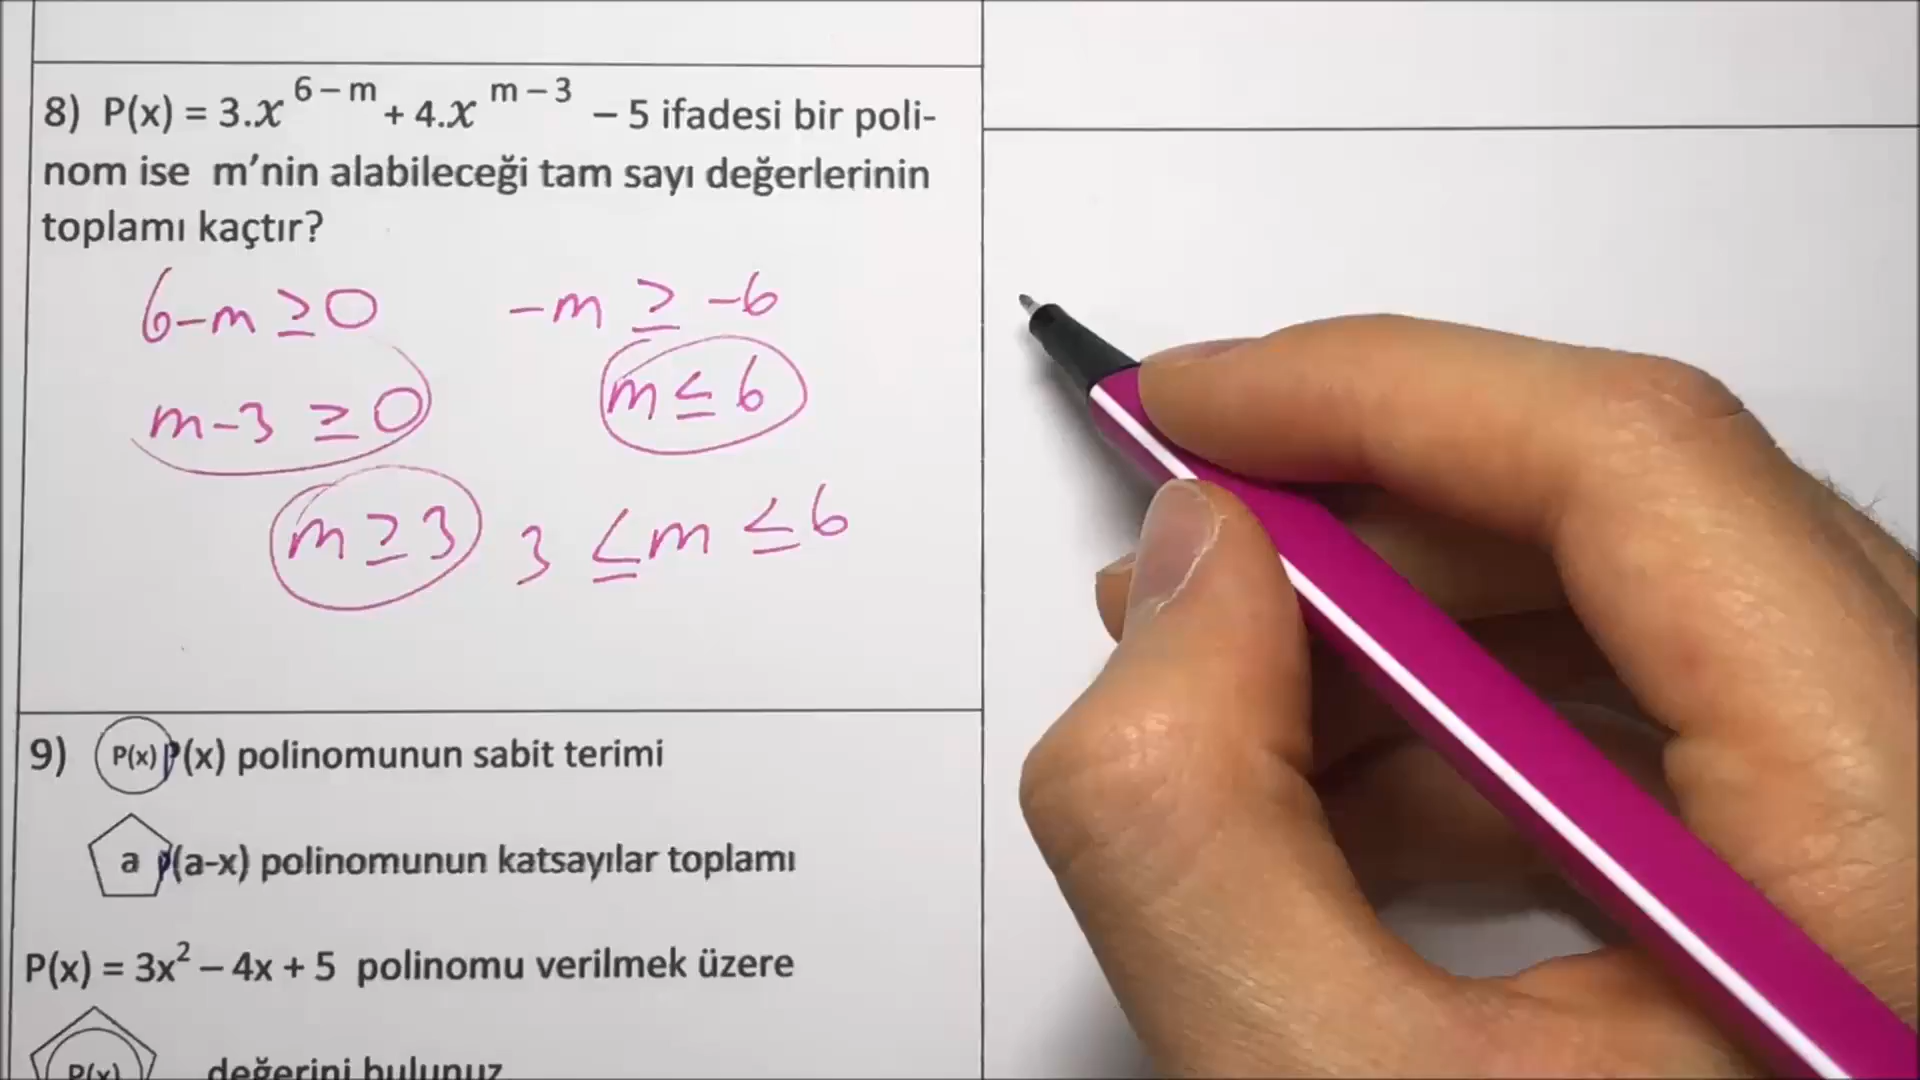 8) P(x) = 3.x^(6 – m) + 4.x^(m – 3) – 5 ifadesi bir poli-
nom ise m’nin alabileceği tam sayı değerlerinin
toplamı kaçtır?
6-m ≥ 0
-m ≥ -6
m-3 ≥ 0
m ≤ 6
m ≥ 3
3 ≤ m ≤ 6
9) P(x) P(x) polinomunun sabit terimi
a P(a-x) polinomunun katsayılar toplamı
P(x) = 3x² – 4x + 5 polinomu verilmek üzere
P(x) değerini bulunuz